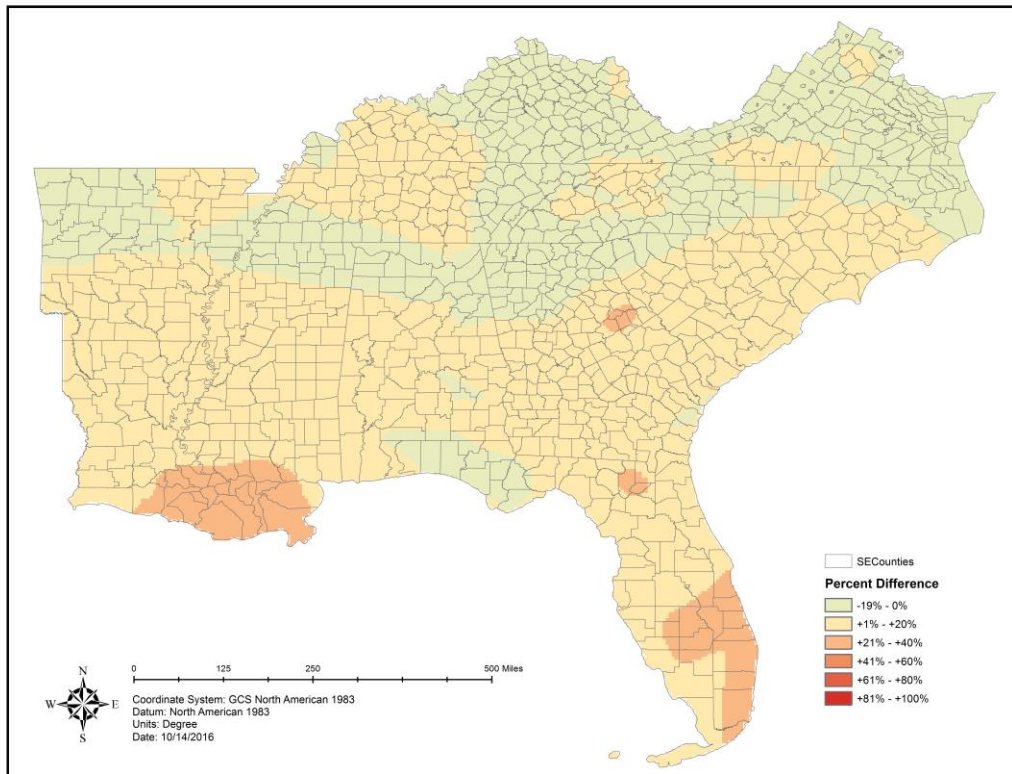 SECounties
Percent Difference
-19% - 0%
+1% - +20%
+21% - +40%
+41% - +60%
+61% - +80%
+81% - +100%
0 125 250 500 Miles
N
W E
S
Coordinate System: GCS North American 1983
Datum: North American 1983
Units: Degree
Date: 10/14/2016